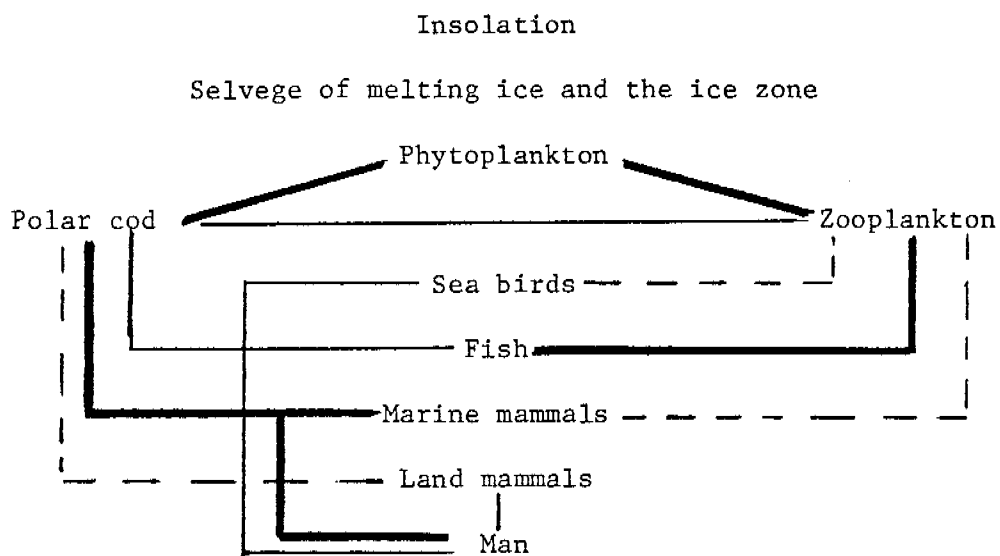 Insolation
Selvege of melting ice and the ice zone
Phytoplankton
Polar cod Zooplankton
Sea birds
Fish
Marine mammals
Land mammals
Man